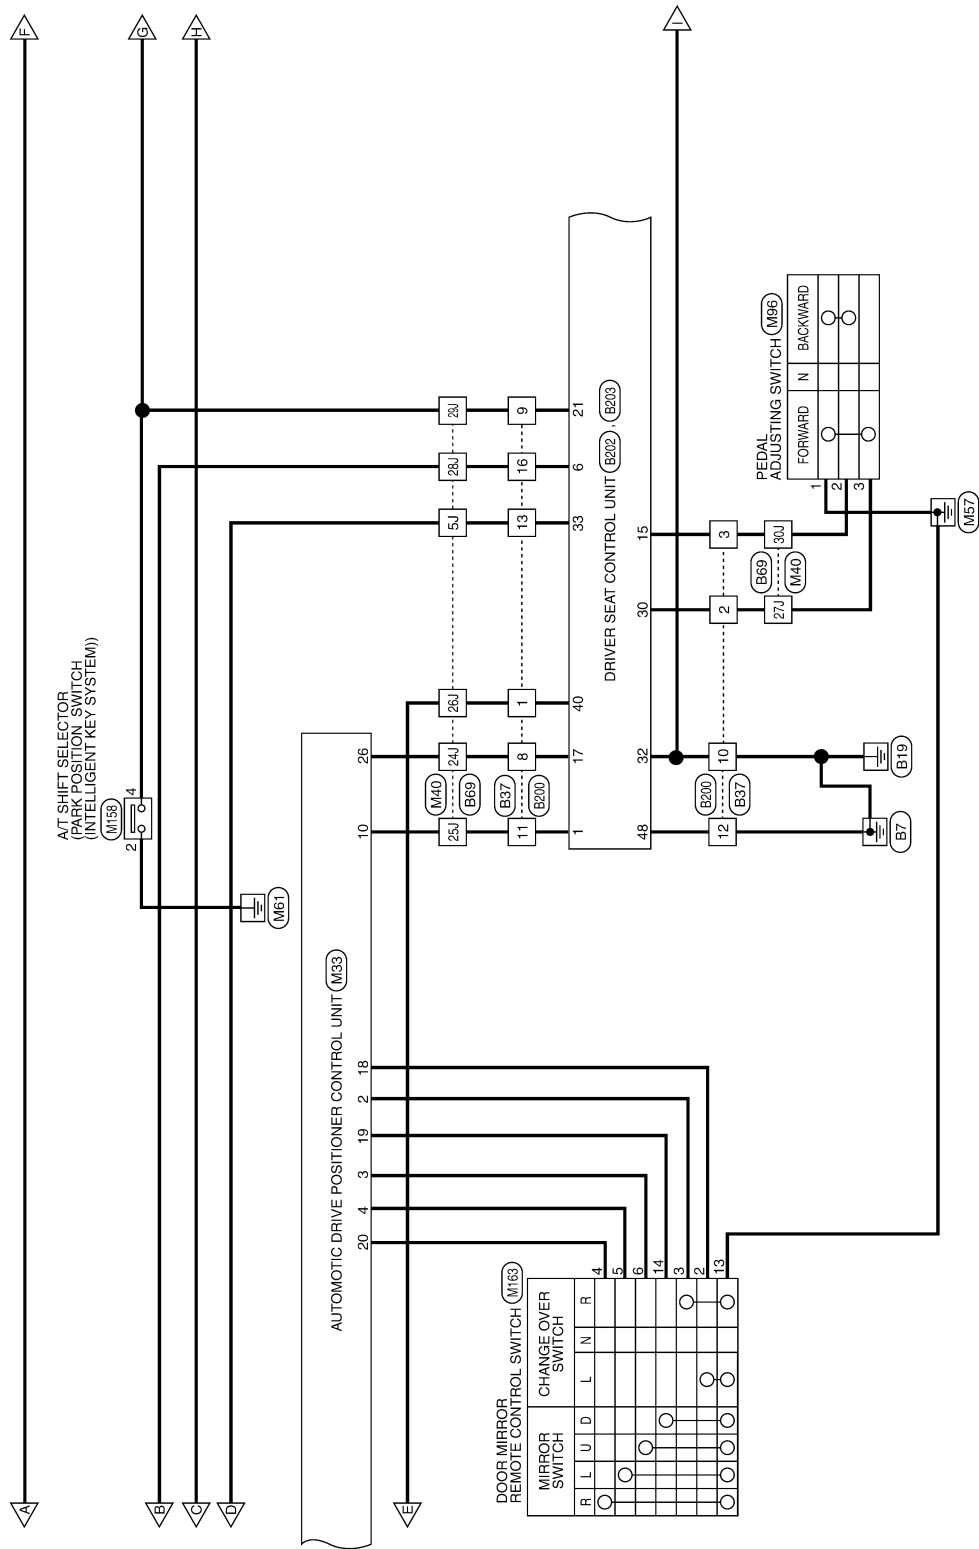 A
B
C
D
E
F
G
H
I
A/T SHIFT SELECTOR
(PARK POSITION SWITCH
(INTELLIGENT KEY SYSTEM))
M158
2
4
M61
AUTOMOTIC DRIVE POSITIONER CONTROL UNIT M33
20
4
3
19
2
18
10
26
25J
24J
26J
5J
28J
29J
M40
B69
11
8
1
13
16
9
B37
B200
1
17
40
33
6
21
DRIVER SEAT CONTROL UNIT B202 , B203
48
32
30
15
12
10
2
3
B200
B37
B69
M40
27J
30J
B7
B19
PEDAL
ADJUSTING SWITCH M96
FORWARD
N
BACKWARD
1
2
3
M57
DOOR MIRROR
REMOTE CONTROL SWITCH M163
MIRROR
SWITCH
CHANGE OVER
SWITCH
R
L
U
D
L
N
R
4
5
6
14
3
2
13